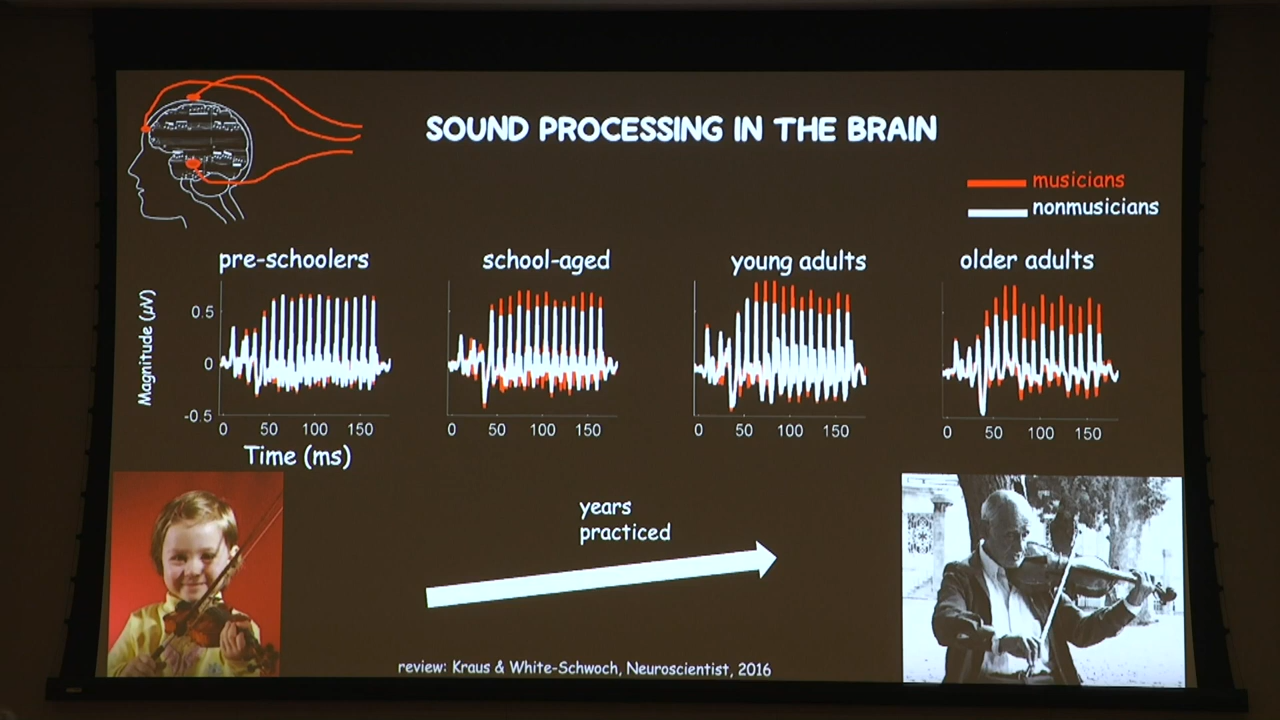 SOUND PROCESSING IN THE BRAIN
musicians
nonmusicians
pre-schoolers
school-aged
young adults
older adults
Magnitude (µV)
0.5
0
-0.5
0 50 100 150
0 50 100 150
0 50 100 150
0 50 100 150
Time (ms)
years
practiced
review: Kraus & White-Schwoch, Neuroscientist, 2016